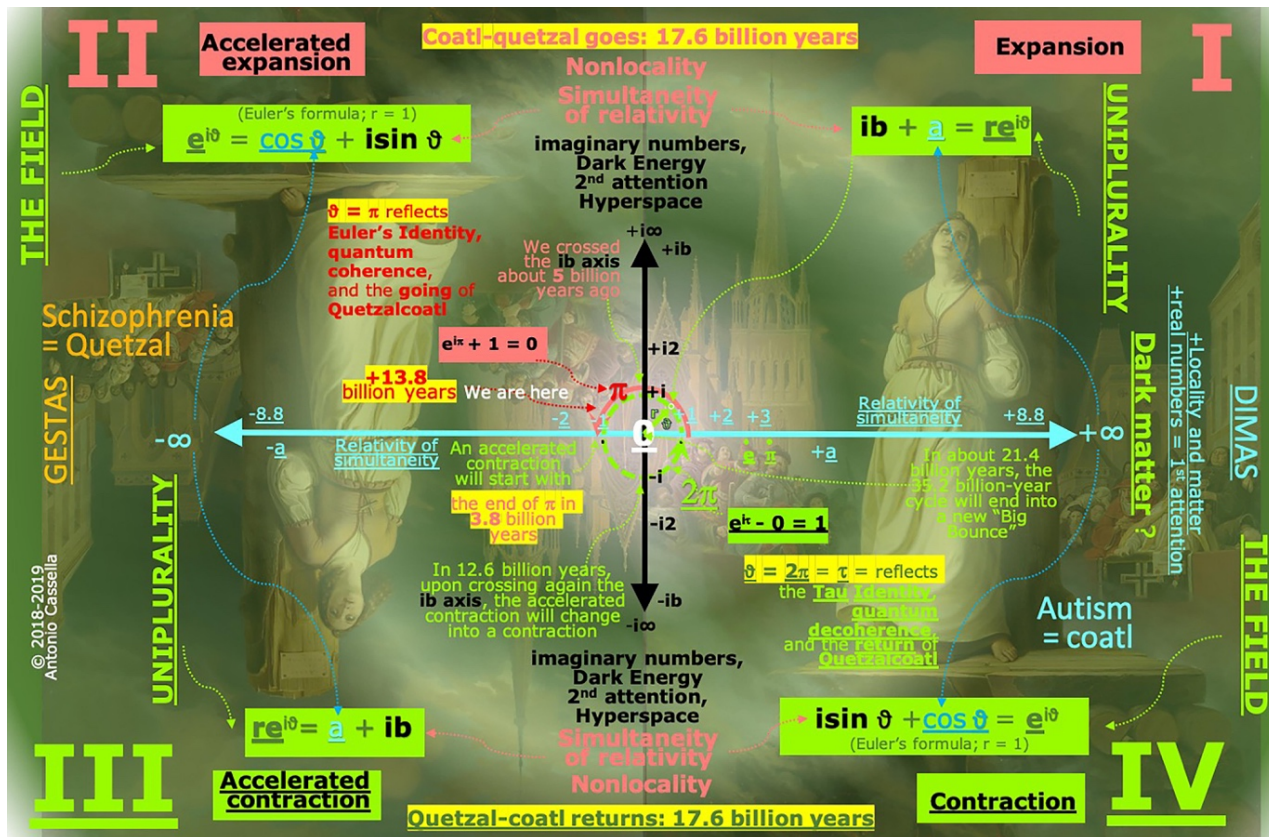 II
Accelerated
expansion
Coatl-quetzal goes: 17.6 billion years
Expansion
I
Nonlocality
Simultaneity
of relativity
imaginary numbers,
Dark Energy
2nd attention
Hyperspace
THE FIELD
(Euler's formula; r = 1)
e^iϑ = cos ϑ + isin ϑ
ib + a = re^iϑ
UNIPLURALITY
ϑ = π reflects
Euler's Identity,
quantum
coherence,
and the going of
Quetzalcoatl
+i∞
+ib
We crossed
the ib axis
about 5 billion
years ago
Schizophrenia
= Quetzal
GESTAS
e^iπ + 1 = 0
+i2
+13.8
billion years
We are here
π
+i
r
ϑ
-8.8
-2
0
+1
+2
+3
Relativity of
simultaneity
+8.8
-∞
+∞
-a
Relativity of
simultaneity
e
π
+a
Dark matter ?
+Locality and matter
+real numbers = 1st attention
DIMAS
An accelerated
contraction
will start with
the end of π in
3.8 billion
years
-i
2π
In about 21.4
billion years, the
35.2 billion-year
cycle will end into
a new "Big
Bounce"
-i2
e^iτ - 0 = 1
In 12.6 billion years,
upon crossing again the
ib axis, the accelerated
contraction will change
into a contraction
-ib
-i∞
ϑ = 2π = τ = reflects
the Tau Identity,
quantum
decoherence,
and the return of
Quetzalcoatl
Autism
= coatl
UNIPLURALITY
© 2018-2019
Antonio Cassella
THE FIELD
imaginary numbers,
Dark Energy
2nd attention,
Hyperspace
Simultaneity
of relativity
Nonlocality
re^iϑ= a + ib
isin ϑ +cos ϑ = e^iϑ
(Euler's formula; r = 1)
III
Accelerated
contraction
Quetzal-coatl returns: 17.6 billion years
Contraction
IV